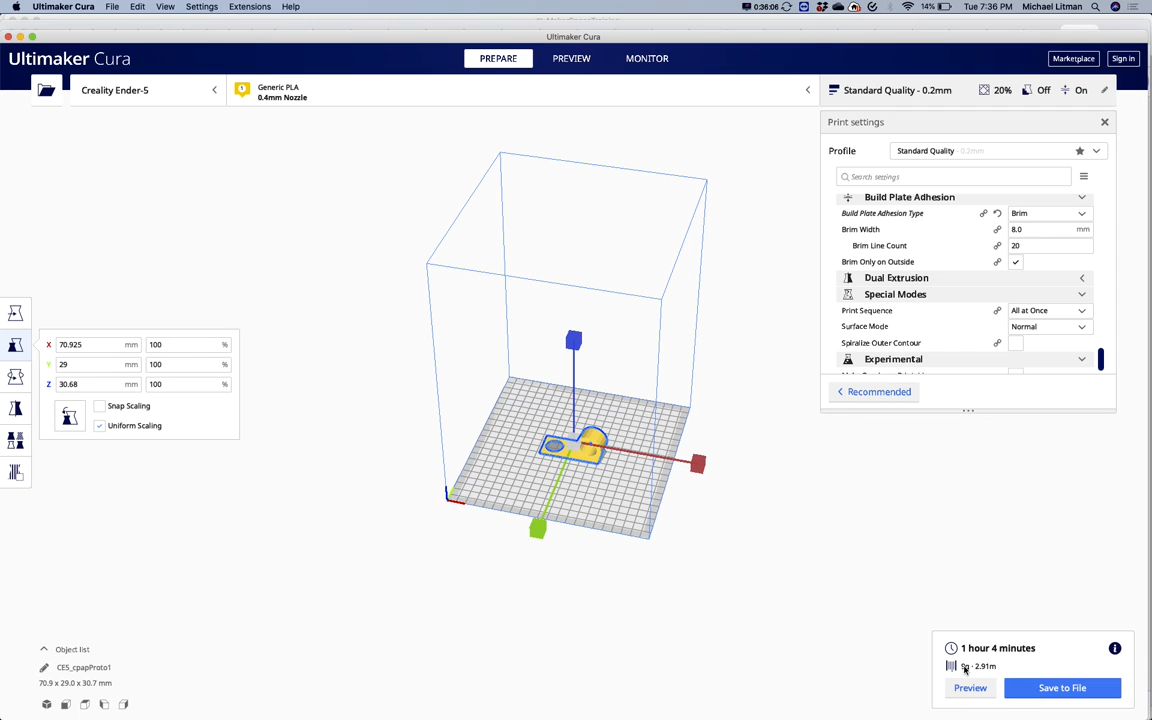 Ultimaker Cura File Edit View Settings Extensions Help 0:36:06 14% Tue 7:36 PM Michael Litman
Ultimaker Cura
Ultimaker Cura PREPARE PREVIEW MONITOR Marketplace Sign in
Creality Ender-5
Generic PLA
0.4mm Nozzle
Standard Quality - 0.2mm 20% Off On
Print settings
Profile Standard Quality - 0.2mm
Search settings
Build Plate Adhesion
Build Plate Adhesion Type Brim
Brim Width 8.0 mm
Brim Line Count 20
Brim Only on Outside
Dual Extrusion
Special Modes
Print Sequence All at Once
Surface Mode Normal
Spiralize Outer Contour
Experimental
Recommended
X 70.925 mm 100 %
Y 29 mm 100 %
Z 30.68 mm 100 %
Snap Scaling
Uniform Scaling
Object list
CE5_cpapProto1
70.9 x 29.0 x 30.7 mm
1 hour 4 minutes
9g · 2.91m
Preview Save to File